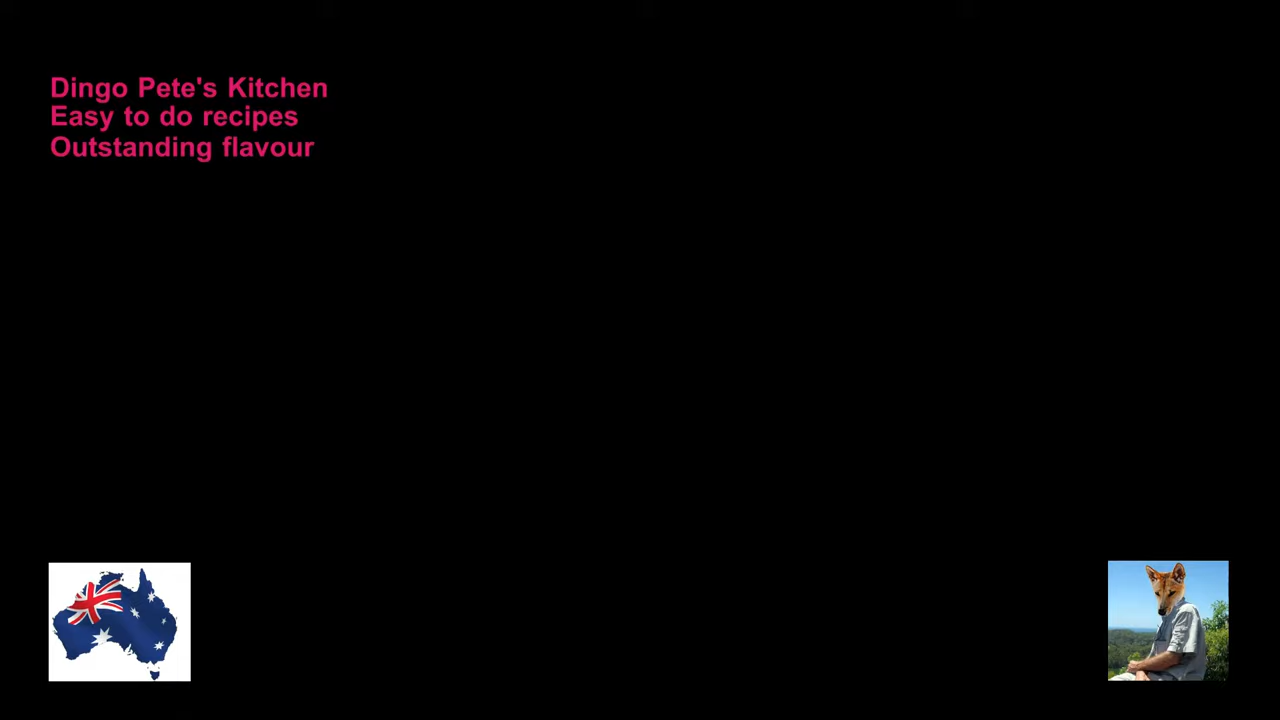 Dingo Pete's Kitchen
Easy to do recipes
Outstanding flavour